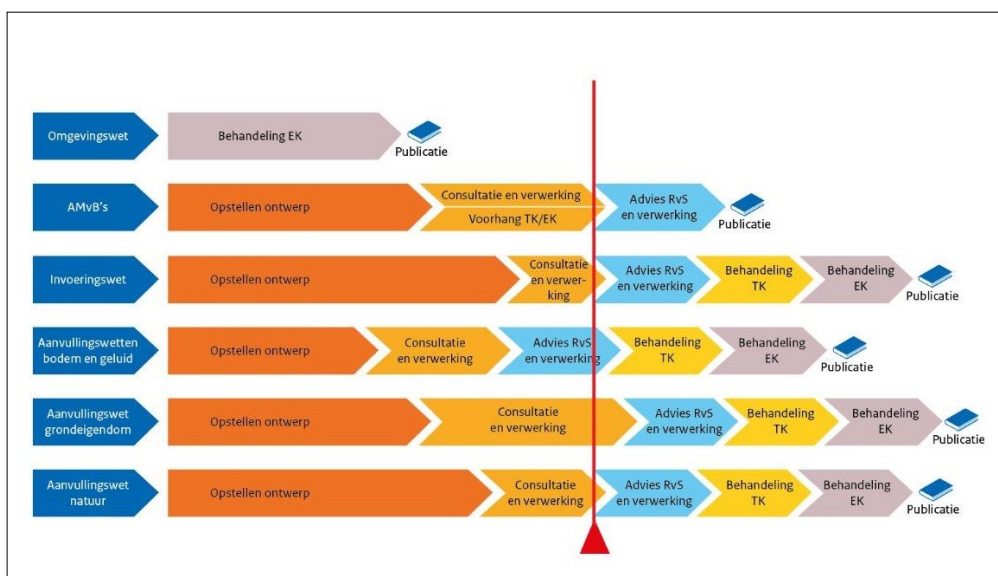 Omgevingswet
Behandeling EK
Publicatie
AMvB's
Opstellen ontwerp
Consultatie en verwerking
Voorhang TK/EK
Advies RvS
en verwerking
Publicatie
Invoeringswet
Opstellen ontwerp
Consultatie
en verwer-
king
Advies RvS
en verwerking
Behandeling
TK
Behandeling
EK
Publicatie
Aanvullingswetten
bodem en geluid
Opstellen ontwerp
Consultatie
en verwerking
Advies RvS
en verwerking
Behandeling
TK
Behandeling
EK
Publicatie
Aanvullingswet
grondeigendom
Opstellen ontwerp
Consultatie
en verwerking
Advies RvS
en verwerking
Behandeling
TK
Behandeling
EK
Publicatie
Aanvullingswet
natuur
Opstellen ontwerp
Consultatie
en verwerking
Advies RvS
en verwerking
Behandeling
TK
Behandeling
EK
Publicatie